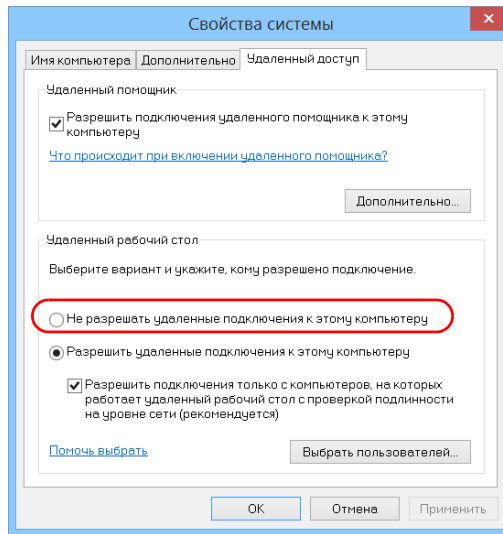 Свойства системы
Имя компьютера Дополнительно Удаленный доступ
Удаленный помощник
Разрешить подключения удаленного помощника к этому
компьютеру
Что происходит при включении удаленного помощника?
Дополнительно...
Удаленный рабочий стол
Выберите вариант и укажите, кому разрешено подключение.
Не разрешать удаленные подключения к этому компьютеру
Разрешить удаленные подключения к этому компьютеру
Разрешить подключения только с компьютеров, на которых
работает удаленный рабочий стол с проверкой подлинности
на уровне сети (рекомендуется)
Помочь выбрать Выбрать пользователей...
ОК Отмена Применить